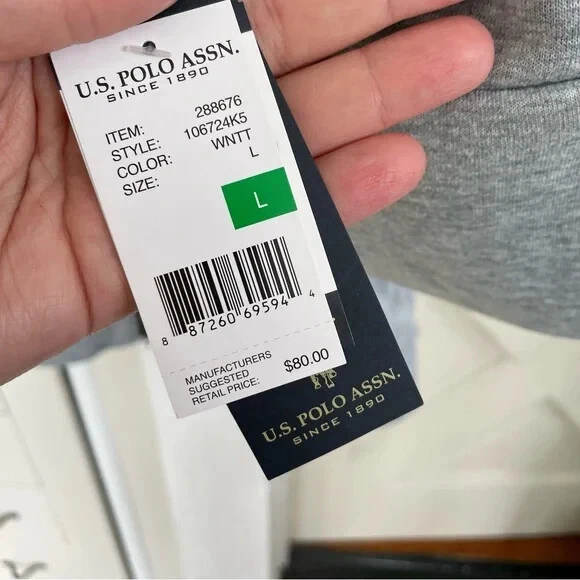 U.S. POLO ASSN.
SINCE 1890
ITEM: 288676
STYLE: 106724K5
COLOR: WNTT
SIZE: L
L
8 87260 69594 4
MANUFACTURERS
SUGGESTED
RETAIL PRICE: $80.00
U.S. POLO ASSN.
SINCE 1890